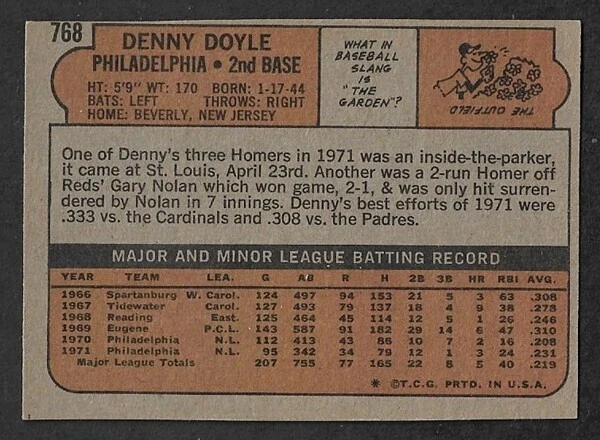 768
DENNY DOYLE
PHILADELPHIA • 2nd BASE
HT: 5'9" WT: 170 BORN: 1-17-44
BATS: LEFT THROWS: RIGHT
HOME: BEVERLY, NEW JERSEY
WHAT IN
BASEBALL
SLANG
IS
"THE
GARDEN"?
THE OUTFIELD
One of Denny's three Homers in 1971 was an inside-the-parker,
it came at St. Louis, April 23rd. Another was a 2-run Homer off
Reds' Gary Nolan which won game, 2-1, & was only hit surren-
dered by Nolan in 7 innings. Denny's best efforts of 1971 were
.333 vs. the Cardinals and .308 vs. the Padres.
MAJOR AND MINOR LEAGUE BATTING RECORD
YEAR TEAM LEA. G AB R H 2B 3B HR RBI AVG.
1966 Spartanburg W. Carol. 124 497 94 153 21 5 3 63 .308
1967 Tidewater Carol. 127 493 79 137 18 4 9 38 .278
1968 Reading East. 125 464 45 114 12 5 1 26 .246
1969 Eugene P.C.L. 143 587 91 182 29 14 6 47 .310
1970 Philadelphia N.L. 112 413 43 86 10 7 2 16 .208
1971 Philadelphia N.L. 95 342 34 79 12 1 3 24 .231
Major League Totals 207 755 77 165 22 8 5 40 .219
* ©T.C.G. PRTD. IN U.S.A.